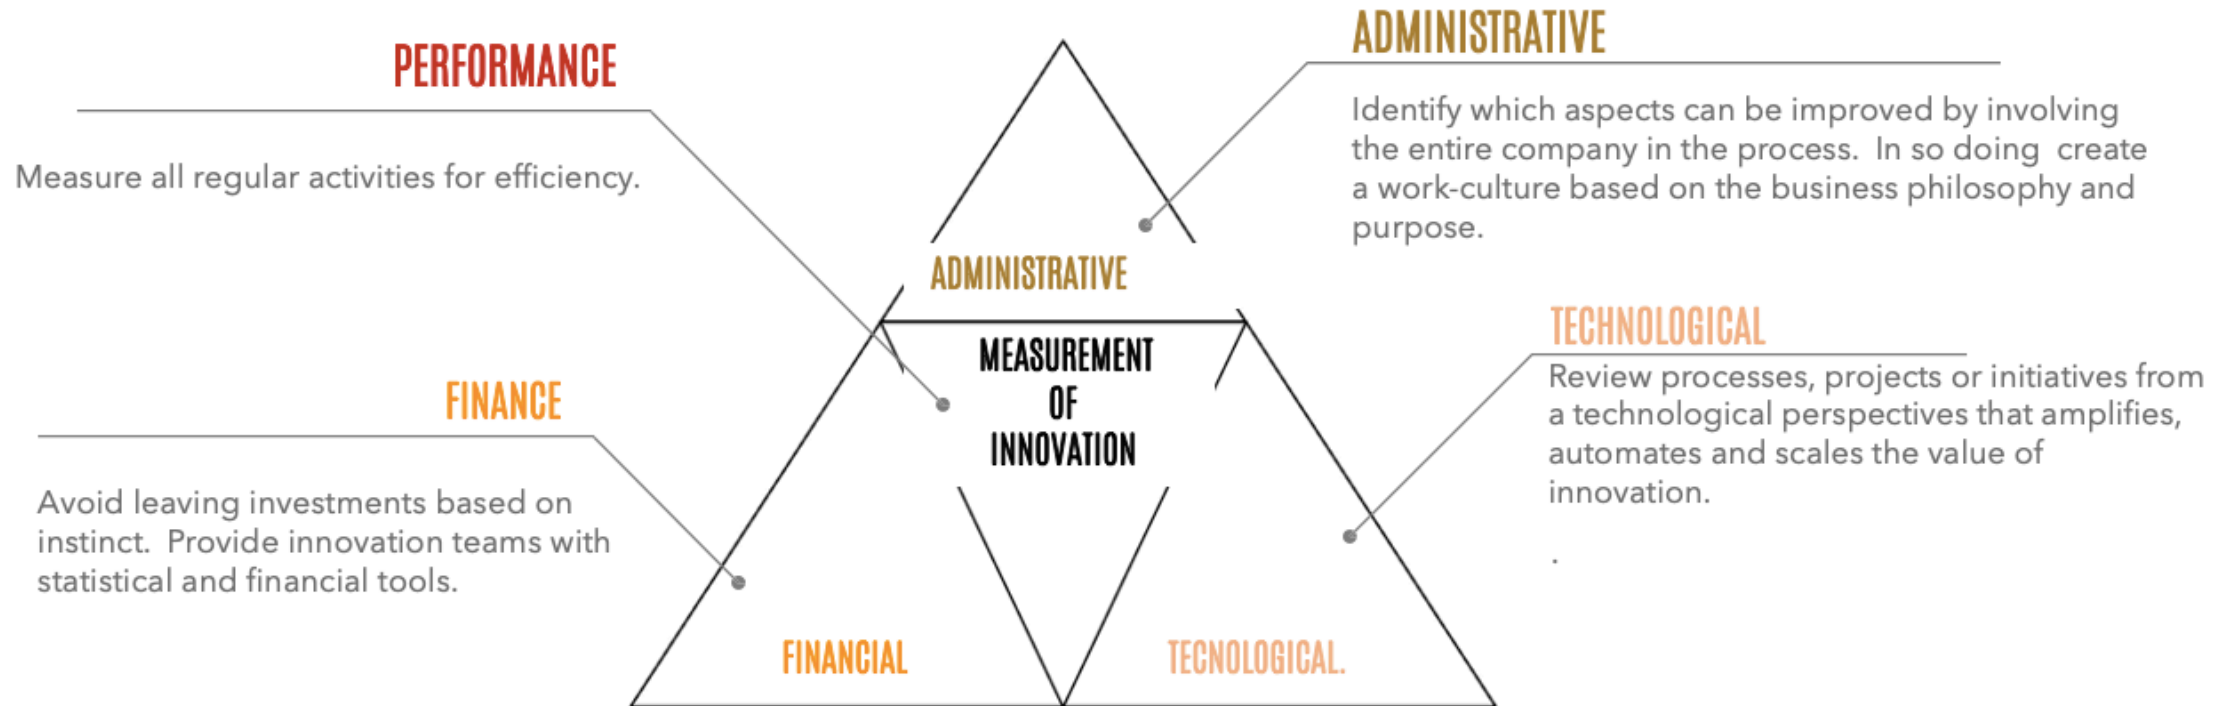 PERFORMANCE
Measure all regular activities for efficiency.
FINANCE
Avoid leaving investments based on
instinct.  Provide innovation teams with
statistical and financial tools.
ADMINISTRATIVE
MEASUREMENT
OF
INNOVATION
FINANCIAL
TECNOLOGICAL.
ADMINISTRATIVE
Identify which aspects can be improved by involving
the entire company in the process.  In so doing  create
a work-culture based on the business philosophy and
purpose.
TECHNOLOGICAL
Review processes, projects or initiatives from
a technological perspectives that amplifies,
automates and scales the value of
innovation.
.